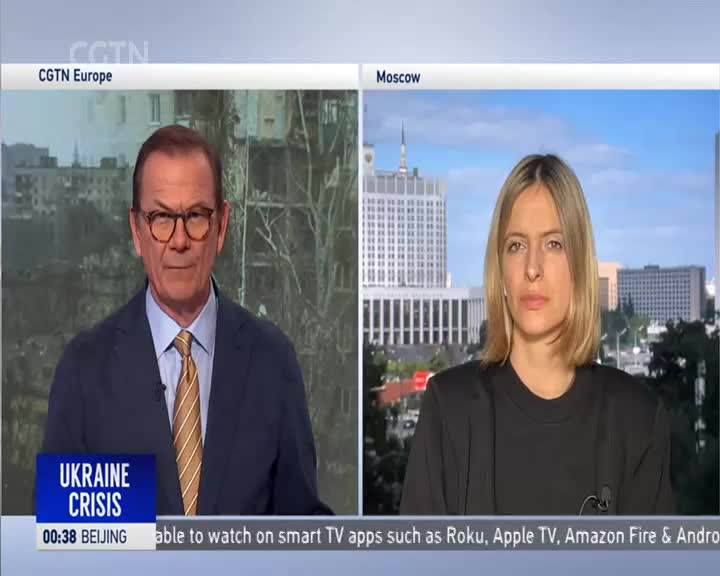 CGTN
CGTN Europe
Moscow
UKRAINE
CRISIS
00:38 BEIJING
able to watch on smart TV apps such as Roku, Apple TV, Amazon Fire & Andro